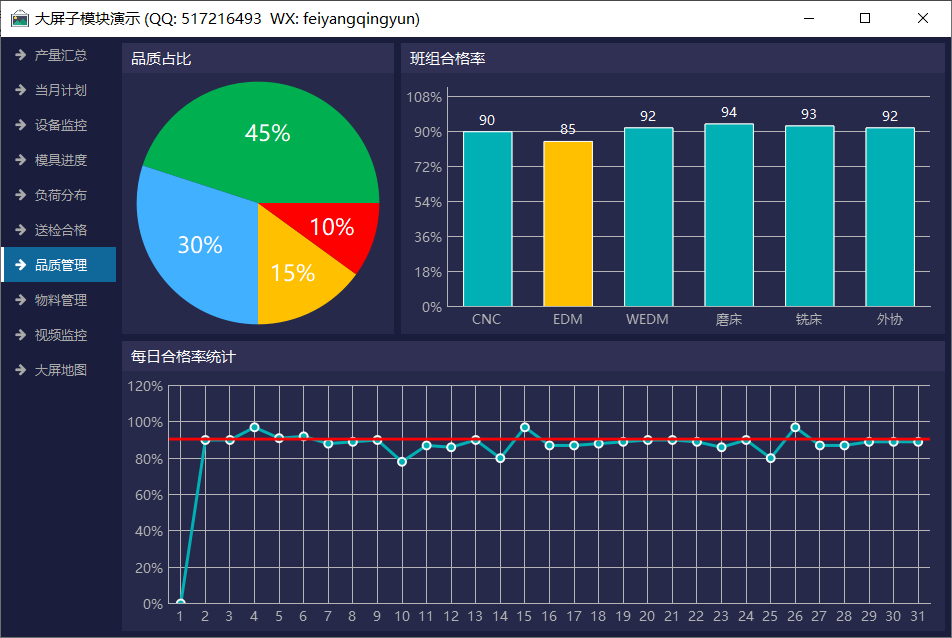 大屏子模块演示 (QQ: 517216493  WX: feiyangqingyun)
产量汇总
当月计划
设备监控
模具进度
负荷分布
送检合格
品质管理
物料管理
视频监控
大屏地图
品质占比
45%
30%
10%
15%
班组合格率
108%
90%
72%
54%
36%
18%
0%
90
85
92
94
93
92
CNC EDM WEDM 磨床 铣床 外协
每日合格率统计
120%
100%
80%
60%
40%
20%
0%
1 2 3 4 5 6 7 8 9 10 11 12 13 14 15 16 17 18 19 20 21 22 23 24 25 26 27 28 29 30 31